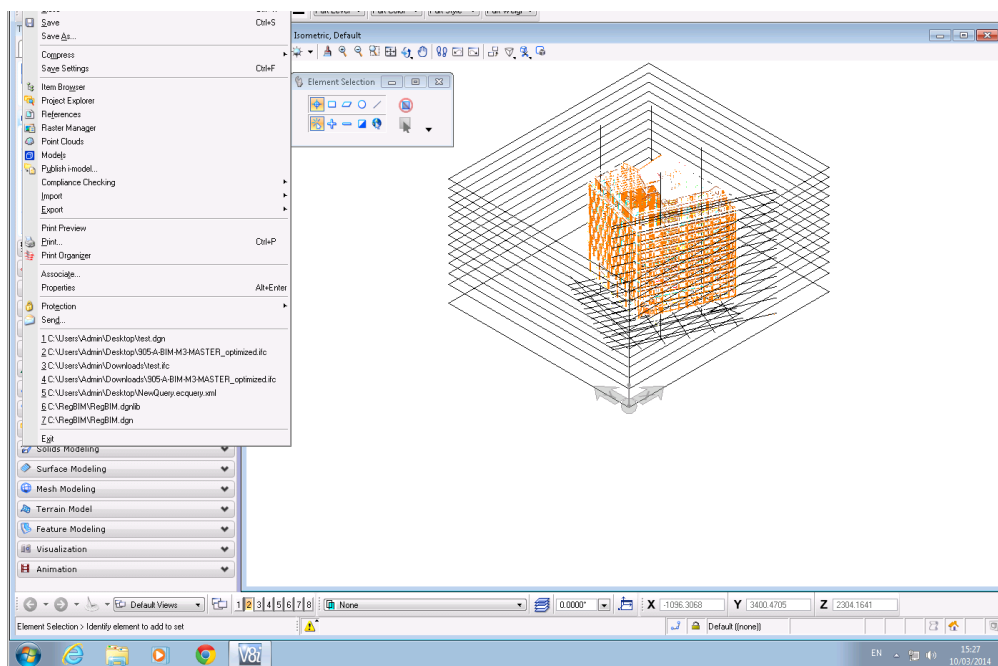 Save Ctrl+S
Save As...
Compress
Save Settings Ctrl+F
Item Browser
Project Explorer
References
Raster Manager
Point Clouds
Models
Publish i-model...
Compliance Checking
Import
Export
Print Preview
Print... Ctrl+P
Print Organizer
Associate...
Properties Alt+Enter
Protection
Send...
1 C:\Users\Admin\Desktop\test.dgn
2 C:\Users\Admin\Desktop\905-A-BIM-M3-MASTER_optimized.ifc
3 C:\Users\Admin\Downloads\test.ifc
4 C:\Users\Admin\Downloads\905-A-BIM-M3-MASTER_optimized.ifc
5 C:\Users\Admin\Desktop\NewQuery.ecquery.xml
6 C:\RegBIM\RegBIM.dgnlib
7 C:\RegBIM\RegBIM.dgn
Exit
Isometric, Default
Element Selection
Solids Modeling
Surface Modeling
Mesh Modeling
Terrain Model
Feature Modeling
Visualization
Animation
Default Views 1 2 3 4 5 6 7 8 None 0.0000° X -1096.3068 Y 3400.4705 Z 2304.1641
Element Selection > Identify element to add to set Default ((none))
V8i EN 15:27
10/03/2014